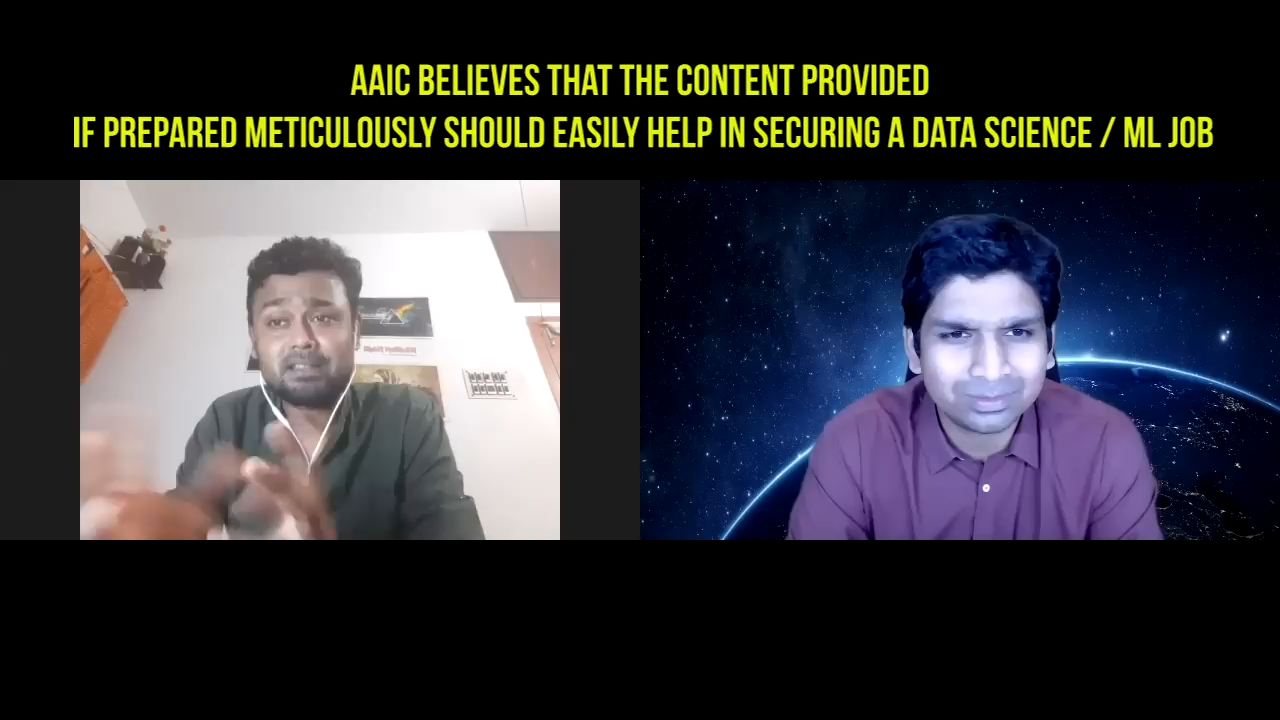 AAIC BELIEVES THAT THE CONTENT PROVIDED
IF PREPARED METICULOUSLY SHOULD EASILY HELP IN SECURING A DATA SCIENCE / ML JOB